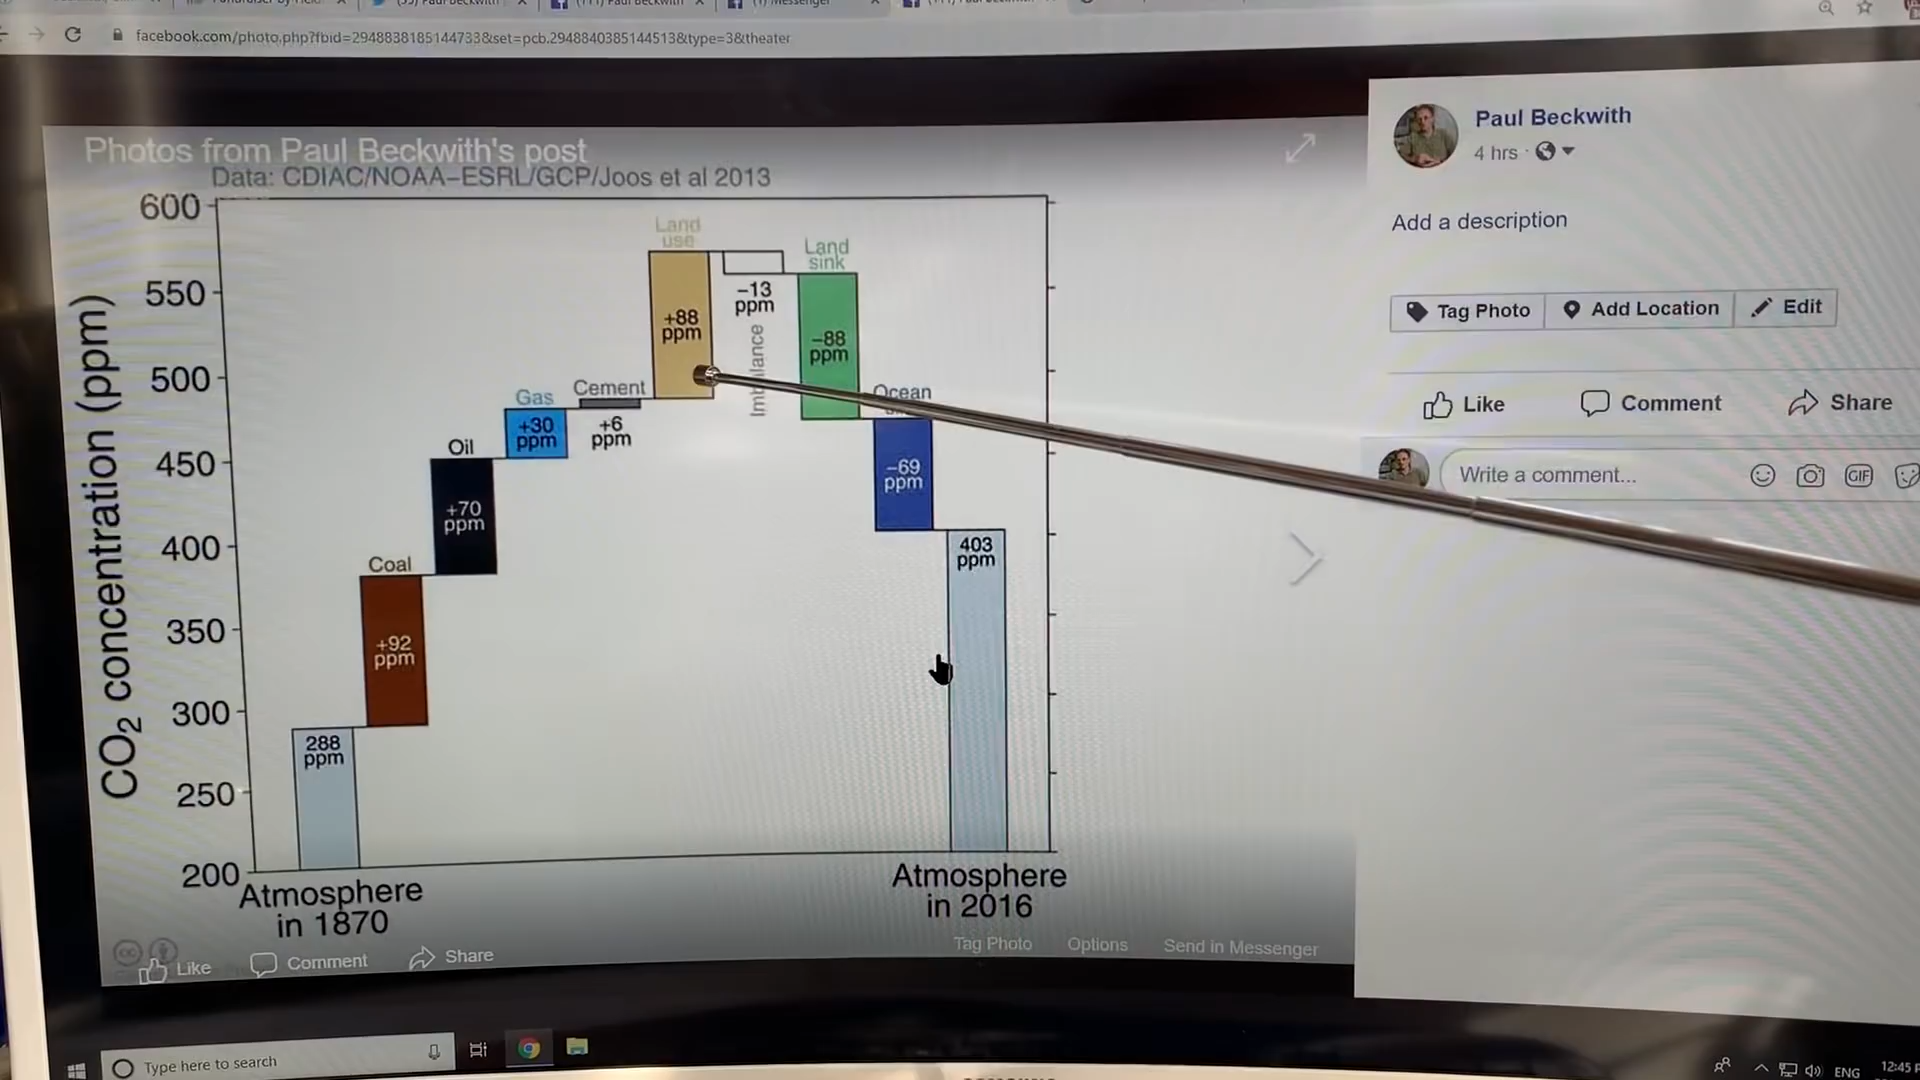 facebook.com/photo.php?fbid=2948838185144733&set=pcb.2948840385144513&type=3&theater
Photos from Paul Beckwith's post
Data: CDIAC/NOAA-ESRL/GCP/Joos et al 2013
CO2 concentration (ppm)
600
550
500
450
400
350
300
250
200
288
ppm
Coal
+92
ppm
Oil
+70
ppm
Gas
+30
ppm
Cement
+6
ppm
Land
use
+88
ppm
-13
ppm
Land
sink
-88
ppm
Ocean
-69
ppm
403
ppm
Atmosphere
in 1870
Atmosphere
in 2016
Like
Comment
Share
Tag Photo
Options
Send in Messenger
Paul Beckwith
4 hrs
Add a description
Tag Photo
Add Location
Edit
Like
Comment
Share
Write a comment...
GIF
Type here to search
ENG
12:45